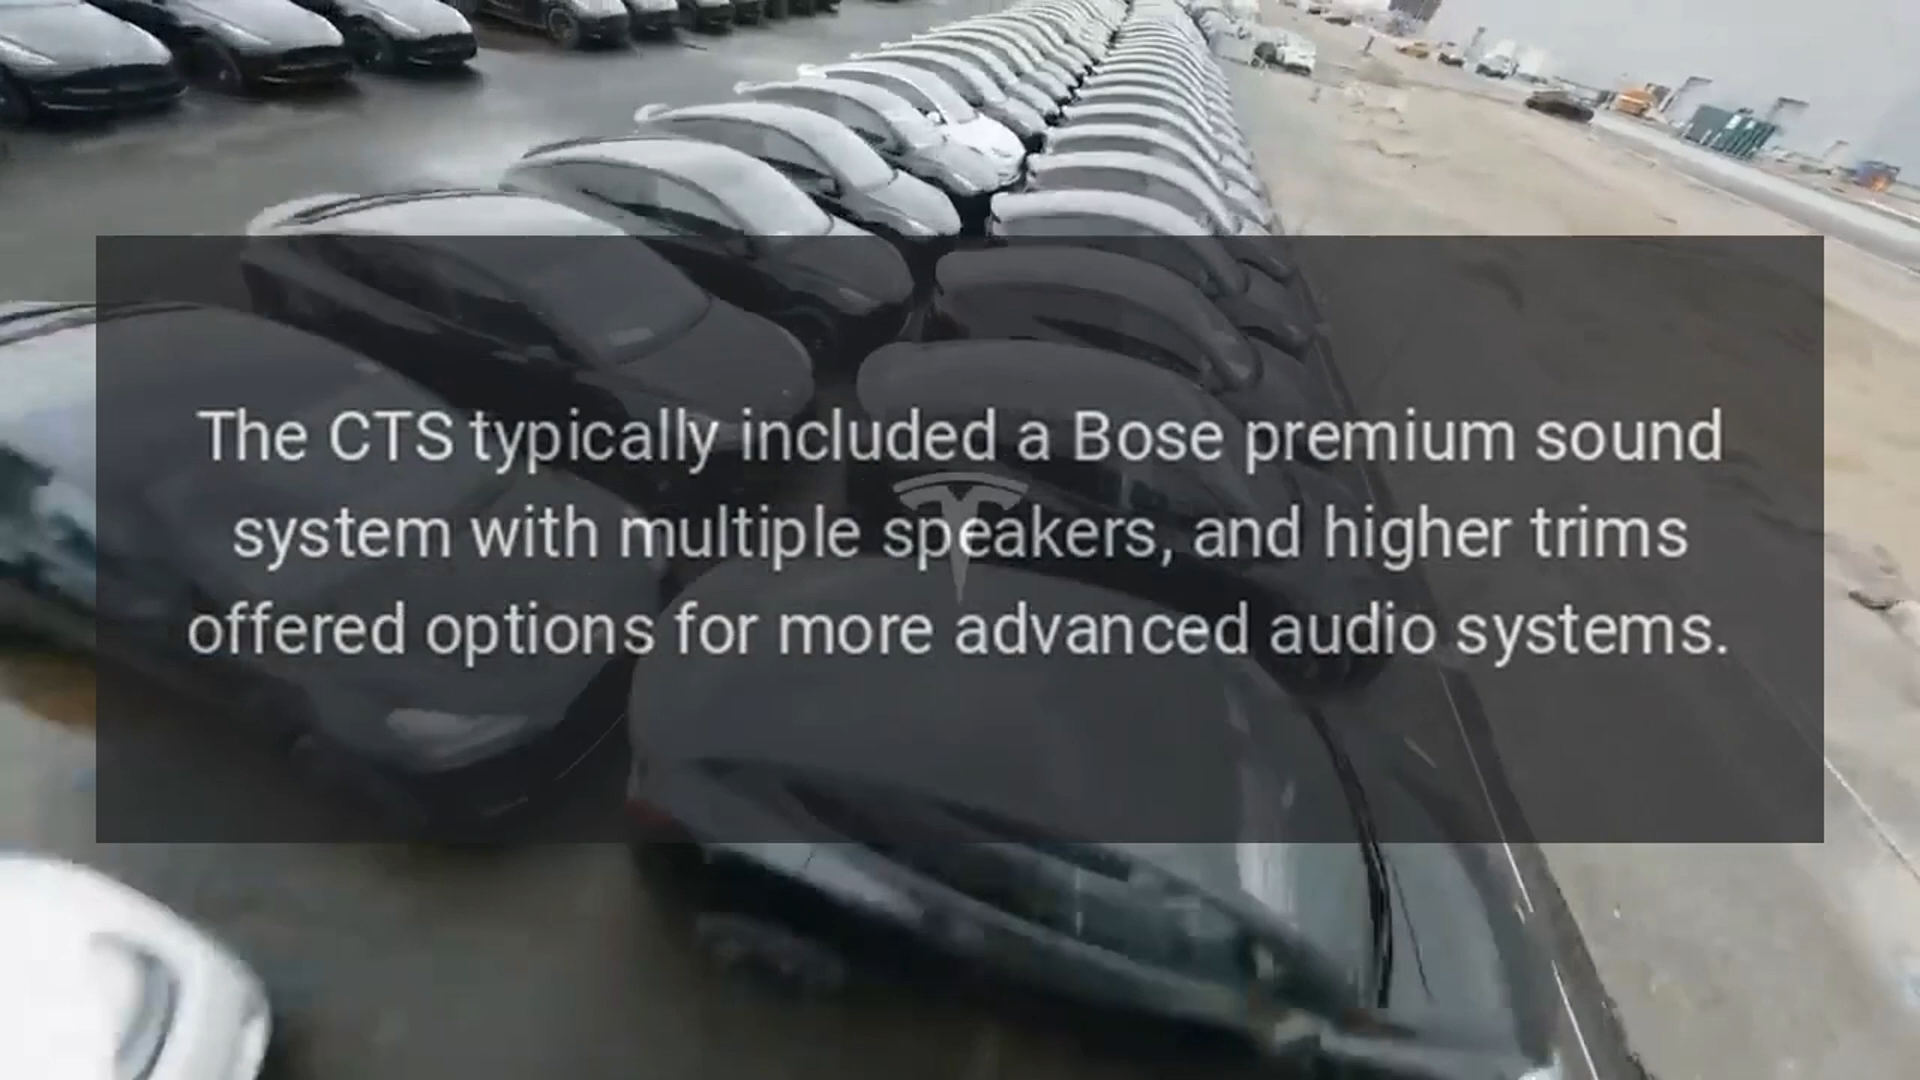 The CTS typically included a Bose premium sound
system with multiple speakers, and higher trims
offered options for more advanced audio systems.